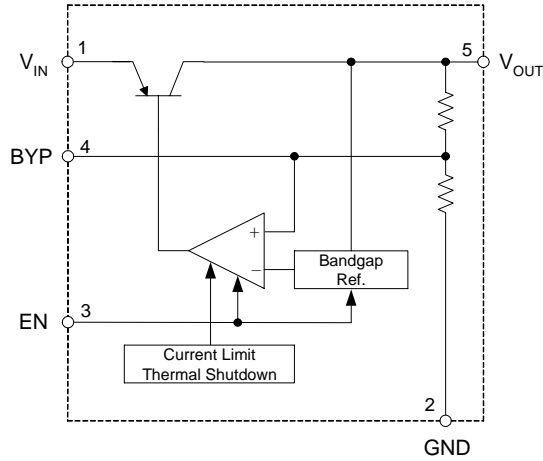 1
5
V_IN
V_OUT
BYP
4
+
−
Bandgap
Ref.
3
EN
Current Limit
Thermal Shutdown
2
GND